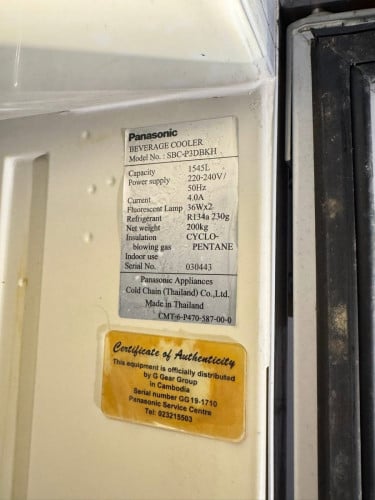 Panasonic
BEVERAGE COOLER
Model No. : SBC-P3DBKH
Capacity 1545L
Power supply 220-240V/
50Hz
Current 4.0A
Fluorescent Lamp 36Wx2
Refrigerant R134a 230g
Net weight 200kg
Insulation CYCLO-
blowing gas PENTANE
Indoor use
Serial No. 030443
Panasonic Appliances
Cold Chain (Thailand) Co.,Ltd.
Made in Thailand
CMT-6-P470-587-00-0
Certificate of Authenticity
This equipment is officially distributed
by G Gear Group
in Cambodia
Serial number GG19-1710
Panasonic Service Centre
Tel: 023215503